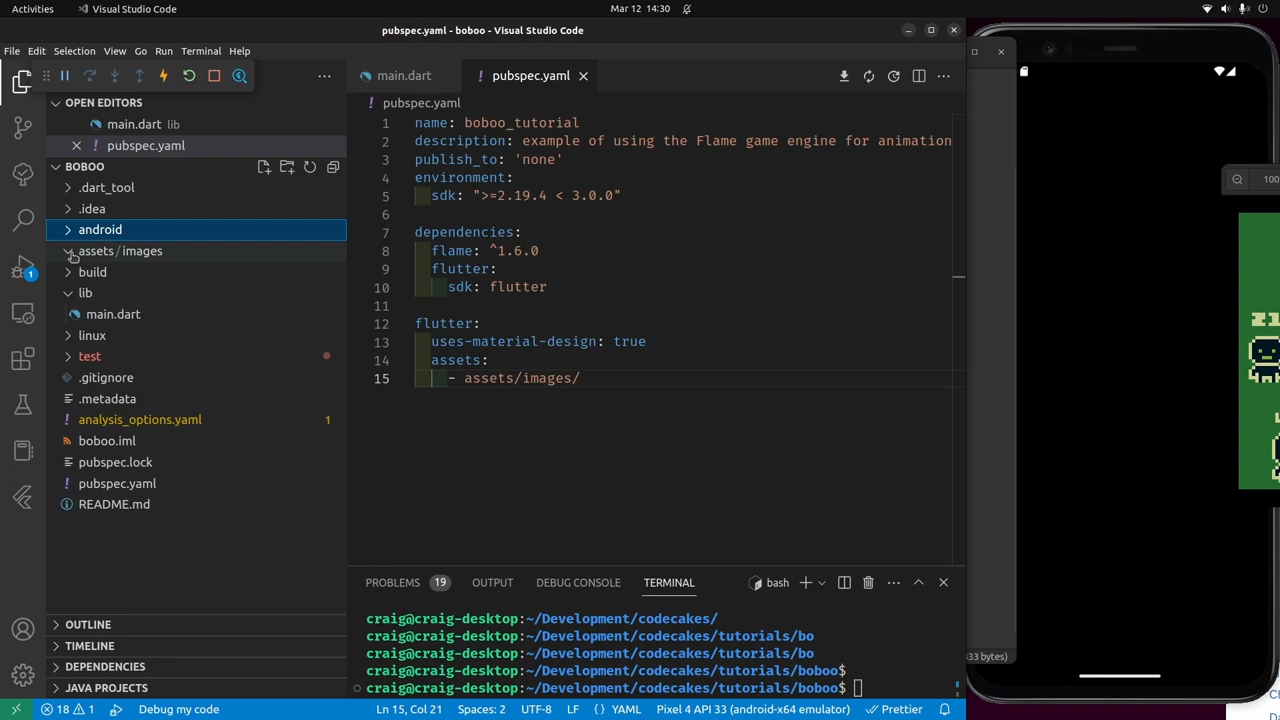 Activities
Visual Studio Code
Mar 12 14:30
pubspec.yaml - boboo - Visual Studio Code
File Edit Selection View Go Run Terminal Help
OPEN EDITORS
main.dart lib
pubspec.yaml
BOBOO
.dart_tool
.idea
android
assets/images
build
lib
main.dart
linux
test
.gitignore
.metadata
analysis_options.yaml 1
boboo.iml
pubspec.lock
pubspec.yaml
README.md
OUTLINE
TIMELINE
DEPENDENCIES
JAVA PROJECTS
1
main.dart
pubspec.yaml
pubspec.yaml
1 name: boboo_tutorial
2 description: example of using the Flame game engine for animation
3 publish_to: 'none'
4 environment:
5 sdk: ">=2.19.4 < 3.0.0"
6
7 dependencies:
8 flame: ^1.6.0
9 flutter:
10 sdk: flutter
11
12 flutter:
13 uses-material-design: true
14 assets:
15 - assets/images/
PROBLEMS 19 OUTPUT DEBUG CONSOLE TERMINAL bash
craig@craig-desktop:~/Development/codecakes/
craig@craig-desktop:~/Development/codecakes/tutorials/bo
craig@craig-desktop:~/Development/codecakes/tutorials/bo
craig@craig-desktop:~/Development/codecakes/tutorials/boboo$
craig@craig-desktop:~/Development/codecakes/tutorials/boboo$
18 1 Debug my code Ln 15, Col 21 Spaces: 2 UTF-8 LF {} YAML Pixel 4 API 33 (android-x64 emulator) Prettier
bytes)